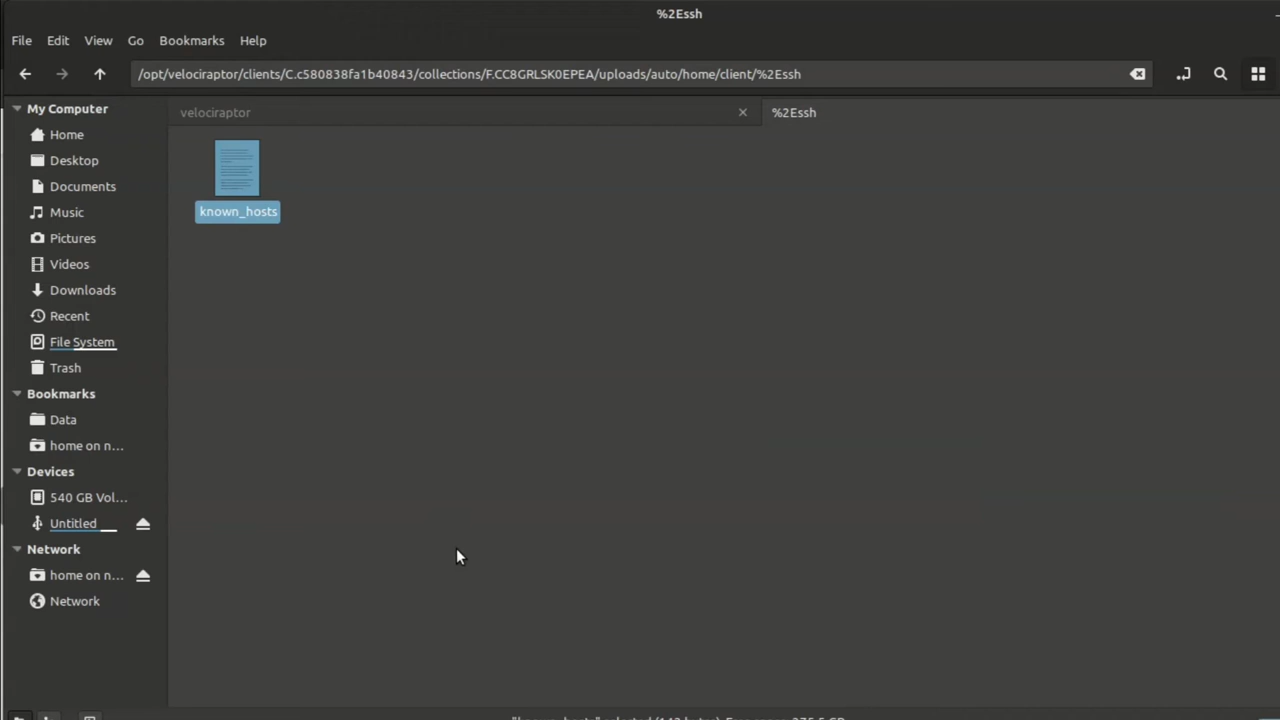 %2Essh
File Edit View Go Bookmarks Help
/opt/velociraptor/clients/C.c580838fa1b40843/collections/F.CC8GRLSK0EPEA/uploads/auto/home/client/%2Essh
My Computer
velociraptor
%2Essh
Home
Desktop
Documents
Music
known_hosts
Pictures
Videos
Downloads
Recent
File System
Trash
Bookmarks
Data
home on n...
Devices
540 GB Vol...
Untitled
Network
home on n...
Network